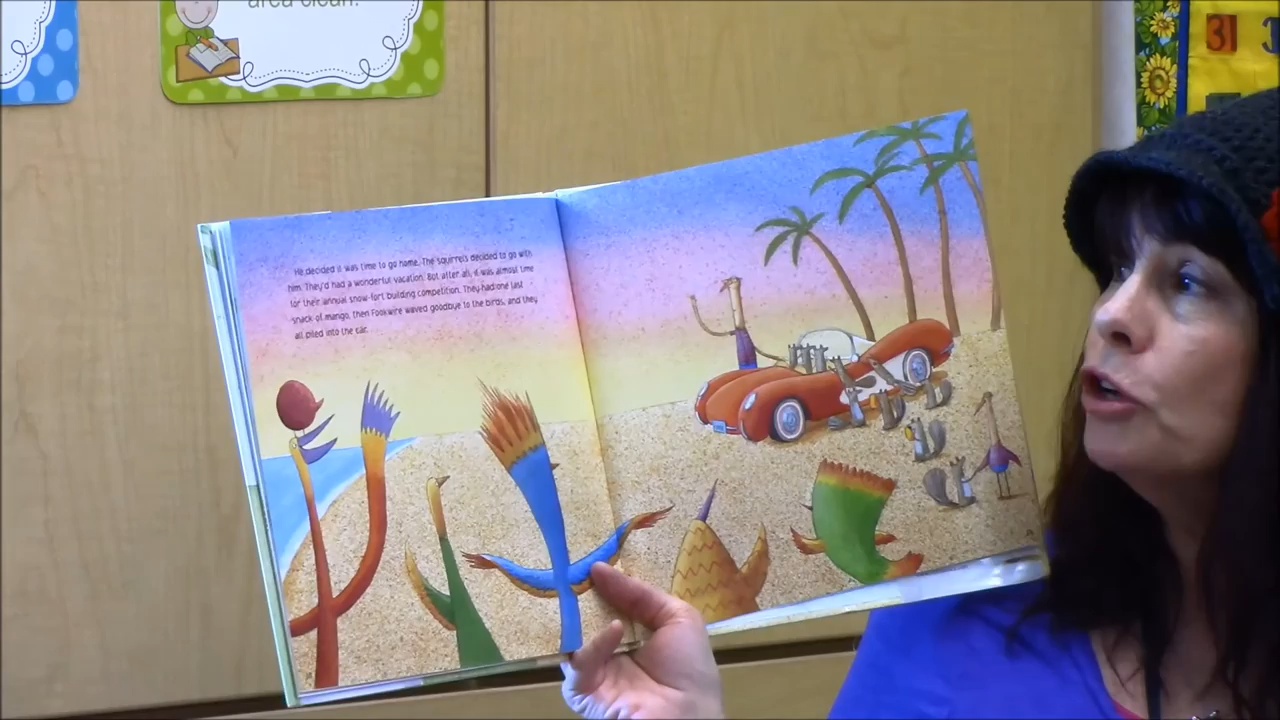 area clean.
31
3
He decided it was time to go home. The squirrels decided to go with
him. They'd had a wonderful vacation. But after all, it was almost time
for their annual snow-fort building competition. They had one last
snack of mango, then Fookwire waved goodbye to the birds, and they
all piled into the car.